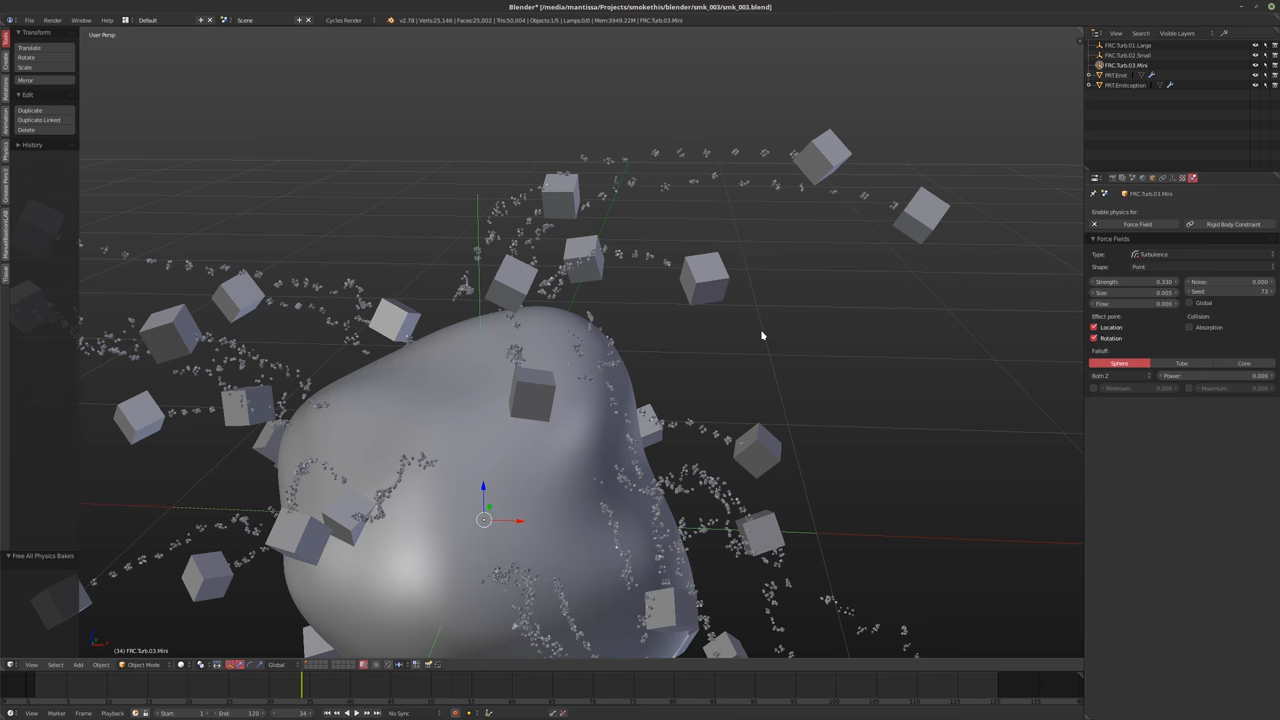 Blender* [/media/mantissa/Projects/smokethis/blender/smk_003/smk_003.blend]
File Render Window Help Default Scene Cycles Render v2.78 | Verts:25,146 | Faces:25,002 | Tris:50,004 | Objects:1/5 | Lamps:0/0 | Mem:3949.22M | FRC.Turb.03.Mini
Transform
Translate
Rotate
Scale
Mirror
Edit
Duplicate
Duplicate Linked
Delete
History
Tools
Create
Relations
Animation
Physics
Grease Pencil
Tissue
Free All Physics Bakes
User Persp
(34) FRC.Turb.03.Mini
View Search Visible Layers
FRC.Turb.01.Large
FRC.Turb.02.Small
FRC.Turb.03.Mini
PRT.Emit
PRT.Emitception
FRC.Turb.03.Mini
Enable physics for:
Force Field Rigid Body Constraint
Force Fields
Type: Turbulence
Shape: Point
Strength: 0.330 Noise: 0.000
Size: 0.005 Seed: 73
Flow: 0.000 Global
Effect point: Collision:
Location Absorption
Rotation
Falloff:
Sphere Tube Cone
Both Z Power: 0.000
Minimum: 0.000 Maximum: 0.000
View Select Add Object Object Mode Global
View Marker Frame Playback Start: 1 End: 120 34 No Sync